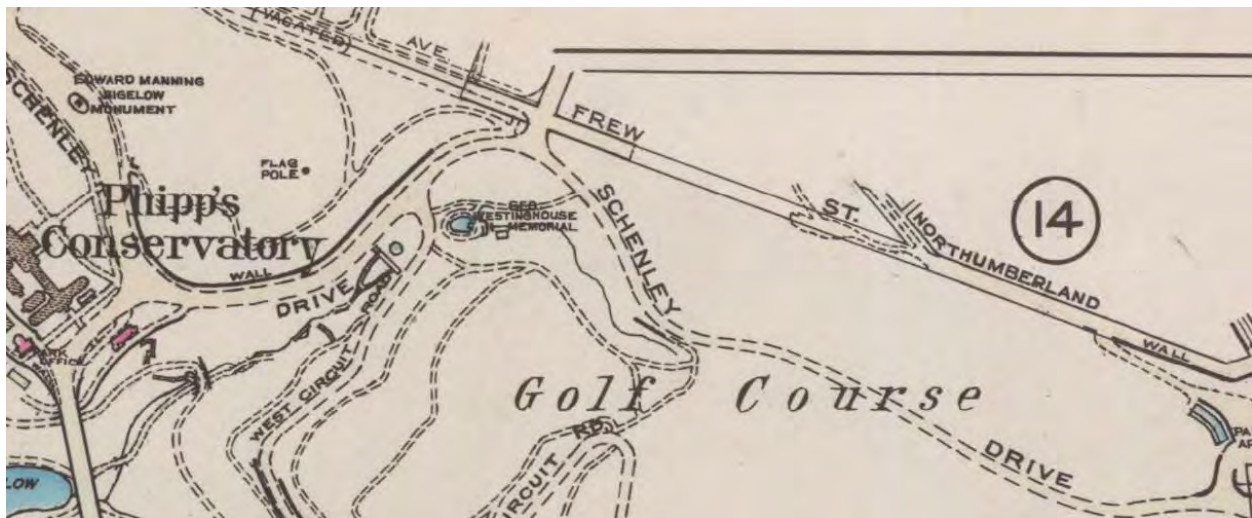 (VACATED)
AVE.
EDWARD MANNING
BIGELOW
MONUMENT
SCHENLEY
FREW
FLAG
POLE
Phipp's
Conservatory
GEO.
WESTINGHOUSE
MEMORIAL
SCHENLEY
ST.
NORTHUMBERLAND
14
WALL
DRIVE
ROAD
WEST CIRCUIT
PARK
OFFICE
WALL
Golf Course
RD.
CIRCUIT
DRIVE
LOW